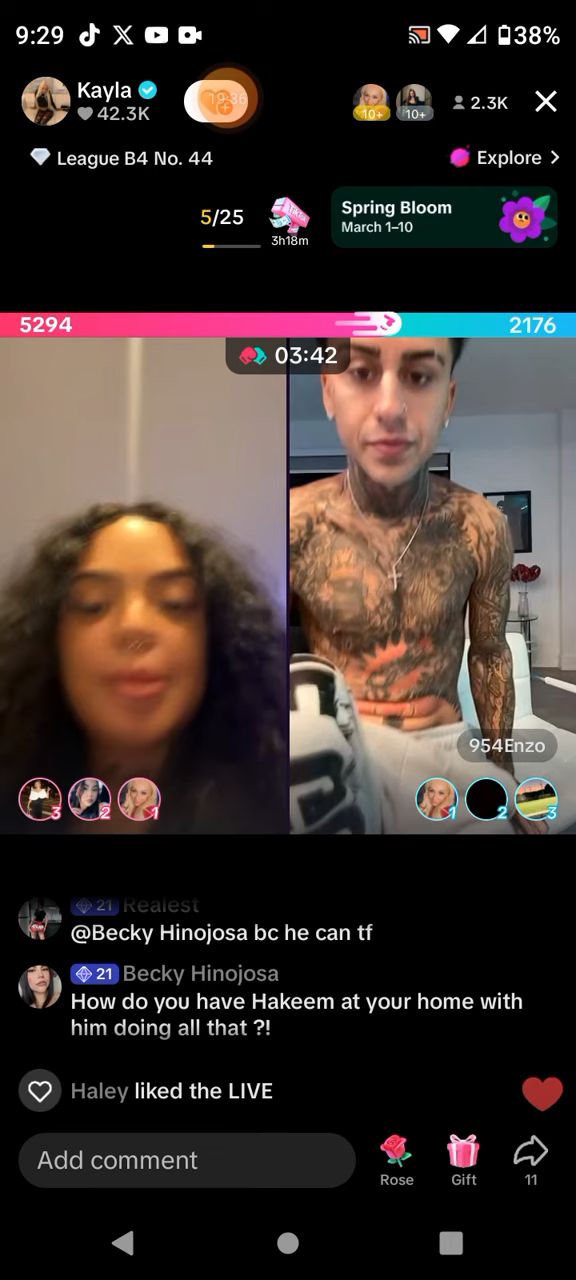 9:29
38%
Kayla
42.3K
19:36
10+
10+
2.3K
League B4 No. 44
Explore
5/25
3h18m
Spring Bloom
March 1–10
5294
2176
03:42
954Enzo
3
2
1
1
2
3
21 Realest
@Becky Hinojosa bc he can tf
21 Becky Hinojosa
How do you have Hakeem at your home with
him doing all that ?!
Haley liked the LIVE
Add comment
Rose
Gift
11